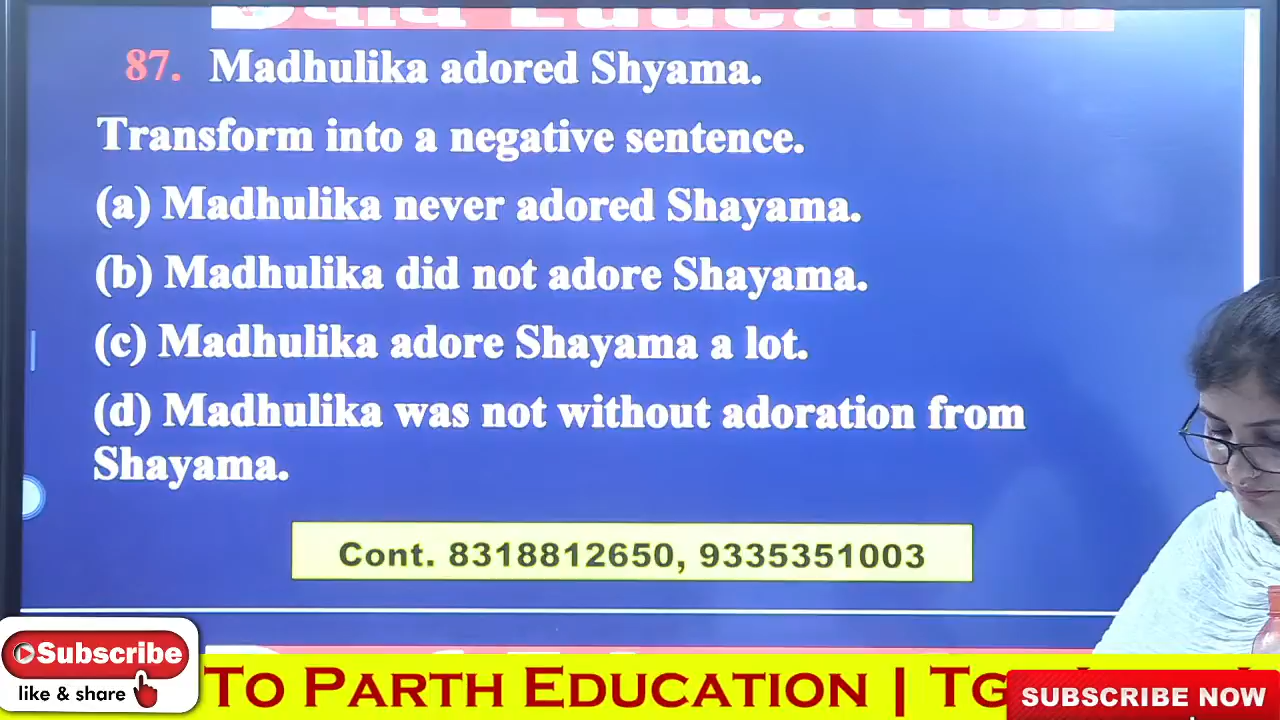 87. Madhulika adored Shyama.
Transform into a negative sentence.
(a) Madhulika never adored Shayama.
(b) Madhulika did not adore Shayama.
(c) Madhulika adore Shayama a lot.
(d) Madhulika was not without adoration from
Shayama.
Cont. 8318812650, 9335351003
Subscribe
like & share
To Parth Education | Tg
SUBSCRIBE NOW